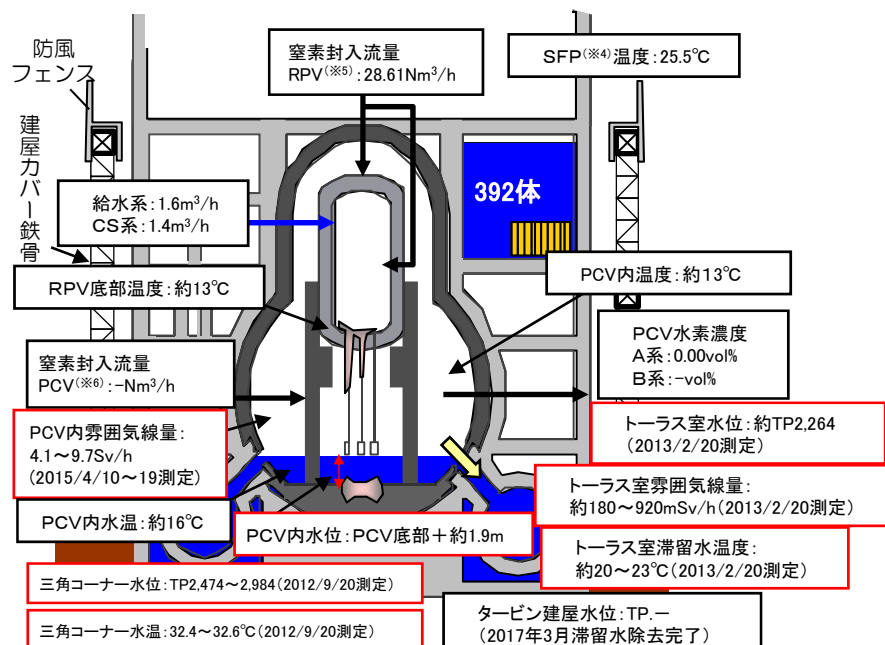 防風
フェンス
窒素封入流量
RPV(※5):28.61Nm³/h
SFP(※4)温度:25.5℃
建屋カバー鉄骨
給水系:1.6m³/h
CS系:1.4m³/h
392体
RPV底部温度:約13℃
PCV内温度:約13℃
窒素封入流量
PCV(※6):-Nm³/h
PCV水素濃度
A系:0.00vol%
B系:-vol%
PCV内雰囲気線量:
4.1~9.7Sv/h
(2015/4/10~19測定)
トーラス室水位:約TP2,264
(2013/2/20測定)
トーラス室雰囲気線量:
約180~920mSv/h(2013/2/20測定)
PCV内水温:約16℃
PCV内水位:PCV底部+約1.9m
トーラス室滞留水温度:
約20~23℃(2013/2/20測定)
三角コーナー水位:TP2,474~2,984(2012/9/20測定)
三角コーナー水温:32.4~32.6℃(2012/9/20測定)
タービン建屋水位:TP.-
(2017年3月滞留水除去完了)